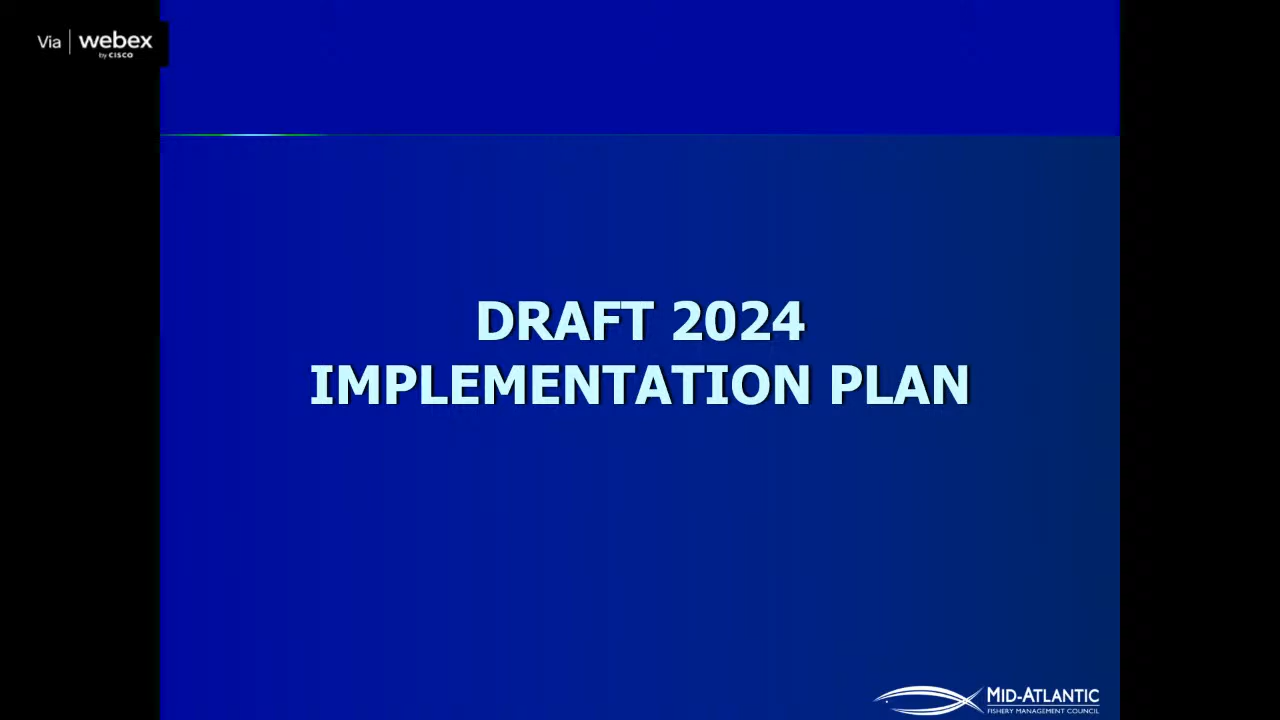 Via webex
by CISCO
DRAFT 2024
IMPLEMENTATION PLAN
MID-ATLANTIC
FISHERY MANAGEMENT COUNCIL